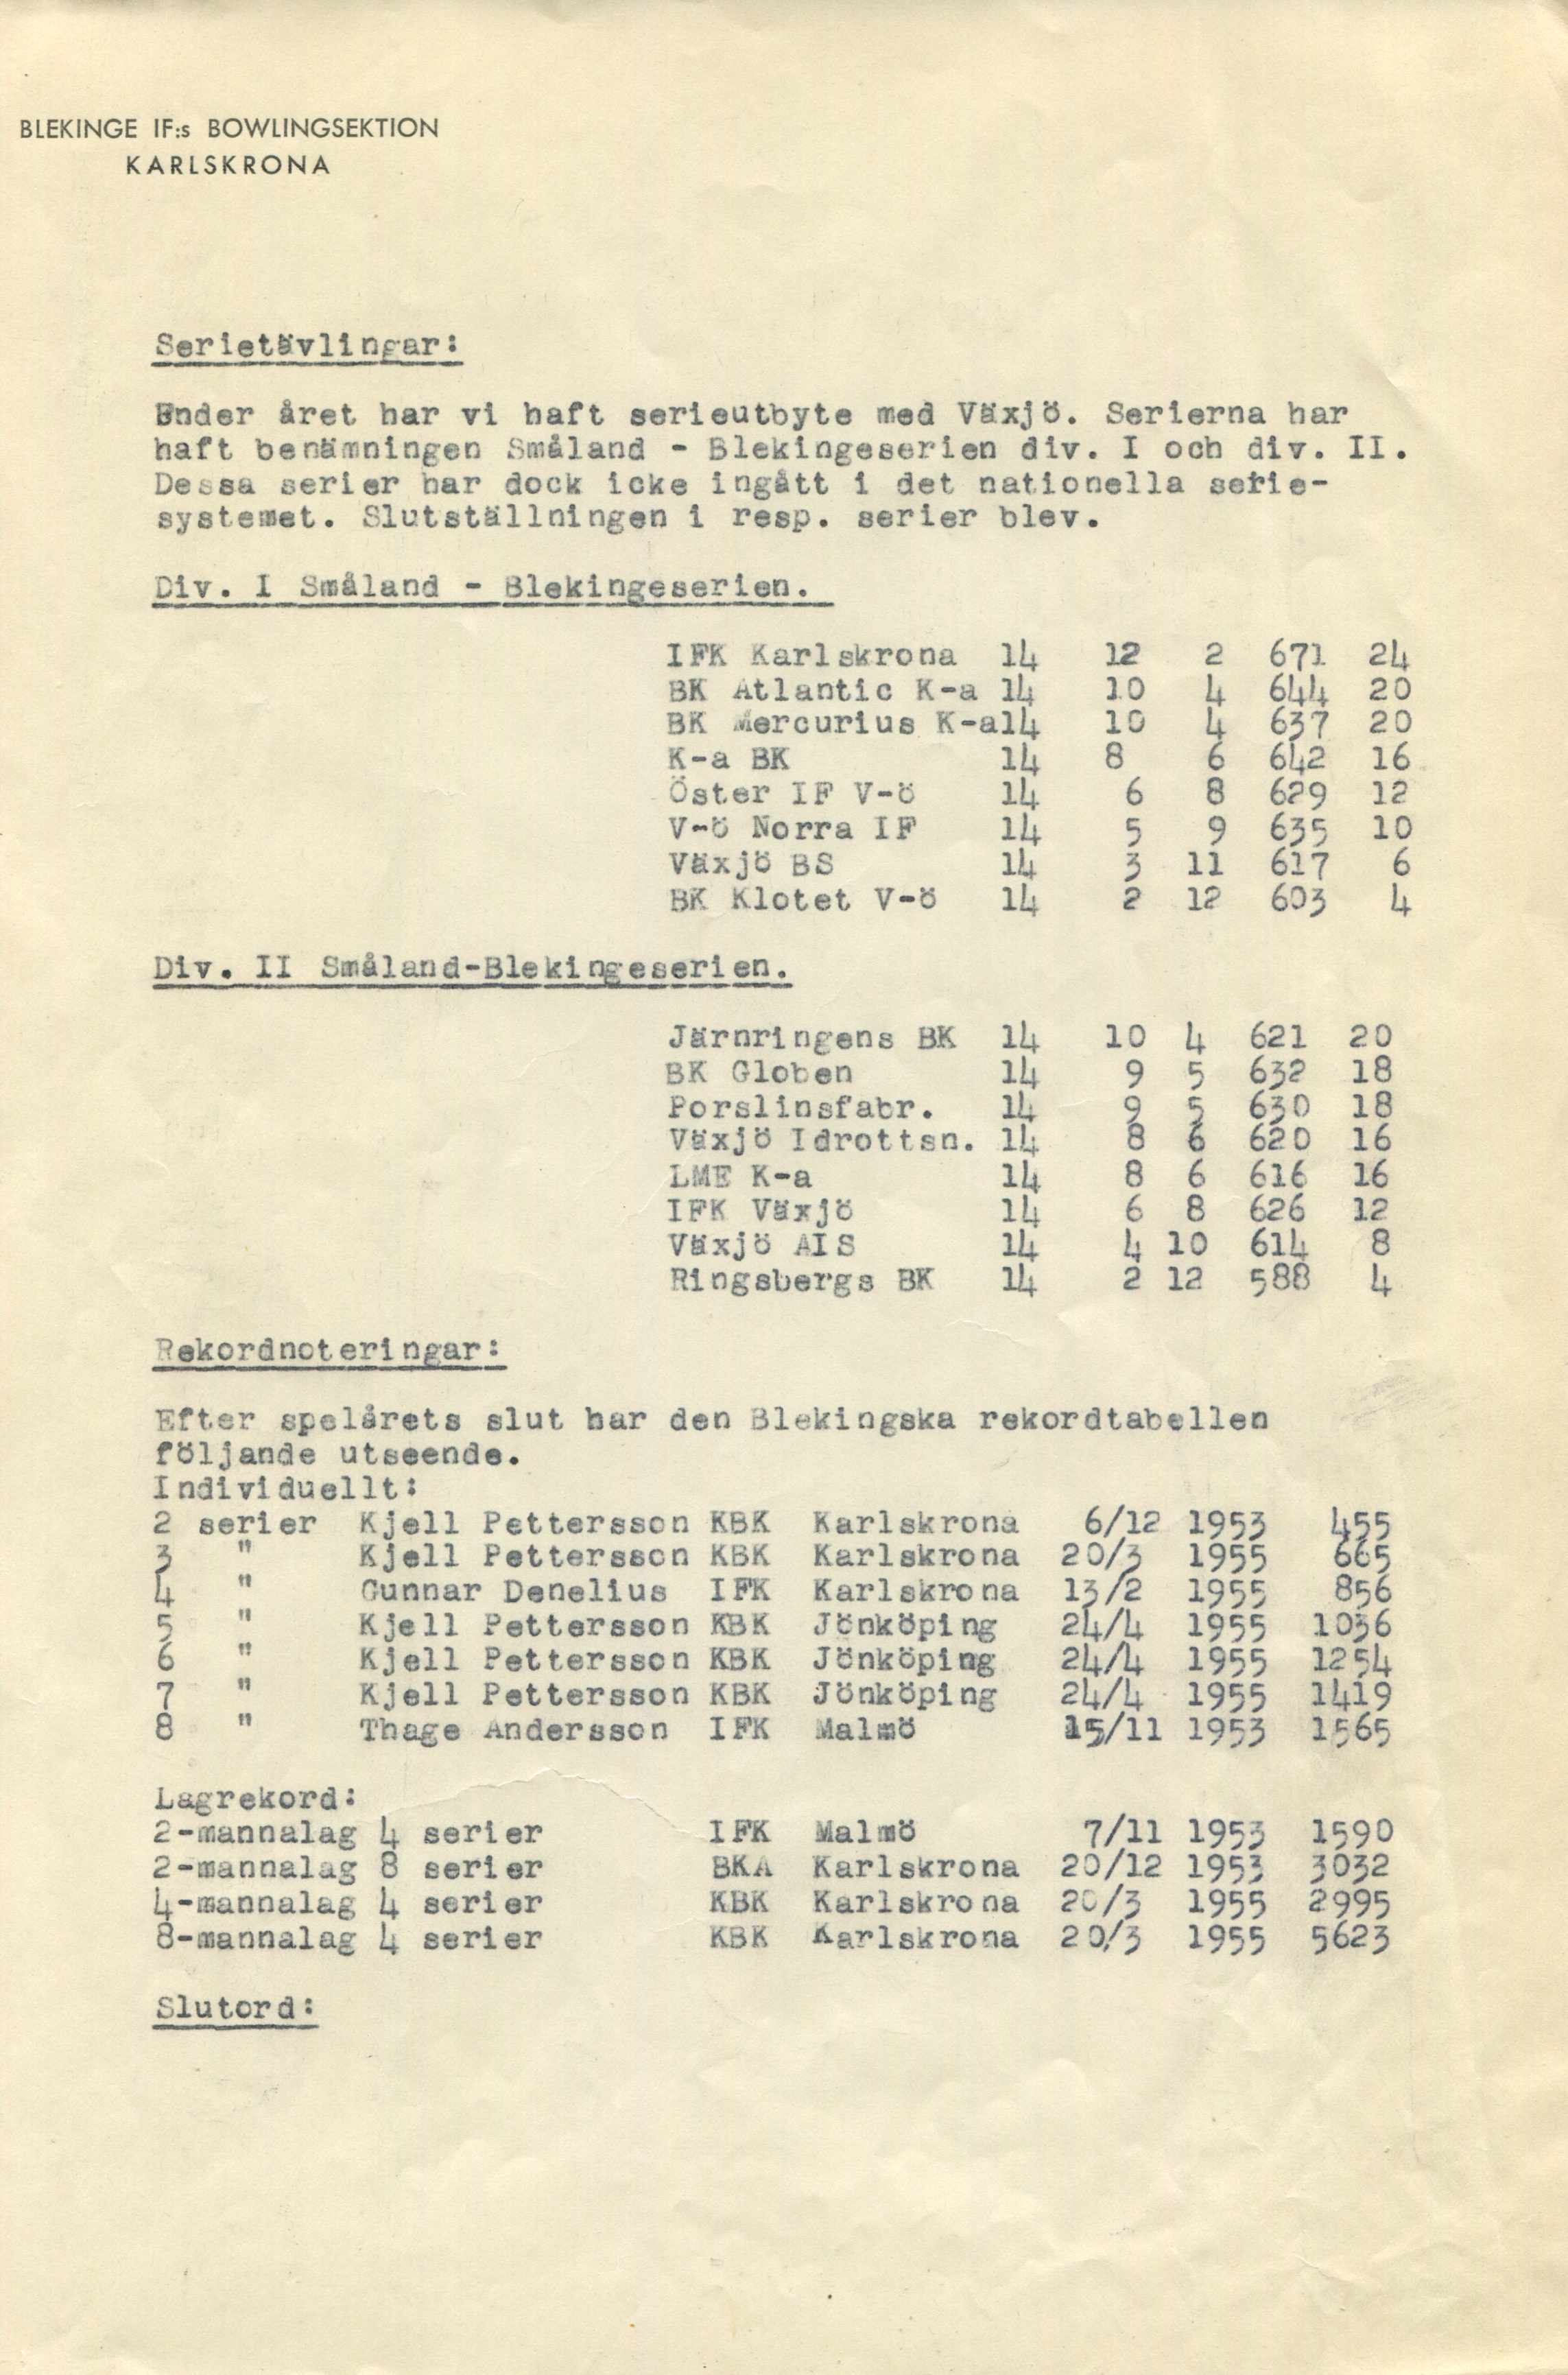 BLEKINGE IF:s BOWLINGSEKTION
KARLSKRONA
Serietävlingar:
Ender året har vi haft serieutbyte med Växjö. Serierna har
haft benämningen Småland - Blekingeserien div. I och div. II.
Dessa serier har dock icke ingått i det nationella serie-
systemet. Slutställningen i resp. serier blev.
Div. I Småland - Blekingeserien.
IFK Karlskrona 14 12 2 671 24
BK Atlantic K-a 14 10 4 644 20
BK Mercurius K-a14 10 4 637 20
K-a BK 14 8 6 642 16
Öster IF V-ö 14 6 8 629 12
V-ö Norra IF 14 5 9 635 10
Växjö BS 14 3 11 617 6
BK Klotet V-ö 14 2 12 603 4
Div. II Småland-Blekingeserien.
Järnringens BK 14 10 4 621 20
BK Globen 14 9 5 632 18
Porslinsfabr. 14 9 5 630 18
Växjö Idrottsn. 14 8 6 620 16
LME K-a 14 8 6 616 16
IFK Växjö 14 6 8 626 12
Växjö AIS 14 4 10 614 8
Ringsbergs BK 14 2 12 588 4
Rekordnoteringar:
Efter spelårets slut har den Blekingska rekordtabellen
följande utseende.
Individuellt:
2 serier Kjell Pettersson KBK Karlskrona 6/12 1953 455
3 " Kjell Pettersson KBK Karlskrona 20/3 1955 665
4 " Gunnar Denelius IFK Karlskrona 13/2 1955 856
5 " Kjell Pettersson KBK Jönköping 24/4 1955 1036
6 " Kjell Pettersson KBK Jönköping 24/4 1955 1254
7 " Kjell Pettersson KBK Jönköping 24/4 1955 1419
8 " Thage Andersson IFK Malmö 15/11 1953 1565
Lagrekord:
2-mannalag 4 serier IFK Malmö 7/11 1953 1590
2-mannalag 8 serier BKA Karlskrona 20/12 1953 3032
4-mannalag 4 serier KBK Karlskrona 20/3 1955 2995
8-mannalag 4 serier KBK Karlskrona 20/3 1955 5623
Slutord: